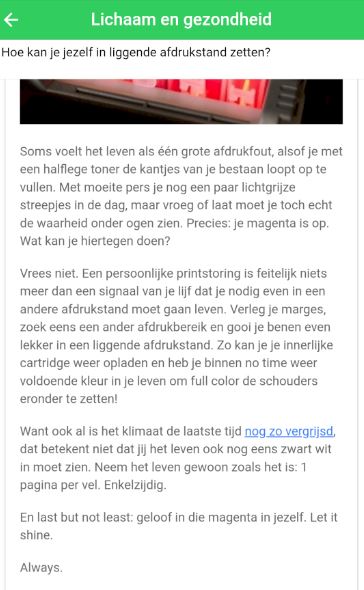 Lichaam en gezondheid
Hoe kan je jezelf in liggende afdrukstand zetten?
Soms voelt het leven als één grote afdrukfout, alsof je met
een halflege toner de kantjes van je bestaan loopt op te
vullen. Met moeite pers je nog een paar lichtgrijze
streepjes in de dag, maar vroeg of laat moet je toch echt
de waarheid onder ogen zien. Precies: je magenta is op.
Wat kan je hiertegen doen?
Vrees niet. Een persoonlijke printstoring is feitelijk niets
meer dan een signaal van je lijf dat je nodig even in een
andere afdrukstand moet gaan leven. Verleg je marges,
zoek eens een ander afdrukbereik en gooi je benen even
lekker in een liggende afdrukstand. Zo kan je je innerlijke
cartridge weer opladen en heb je binnen no time weer
voldoende kleur in je leven om full color de schouders
eronder te zetten!
Want ook al is het klimaat de laatste tijd nog zo vergrijsd,
dat betekent niet dat jij het leven ook nog eens zwart wit
in moet zien. Neem het leven gewoon zoals het is: 1
pagina per vel. Enkelzijdig.
En last but not least: geloof in die magenta in jezelf. Let it
shine.
Always.